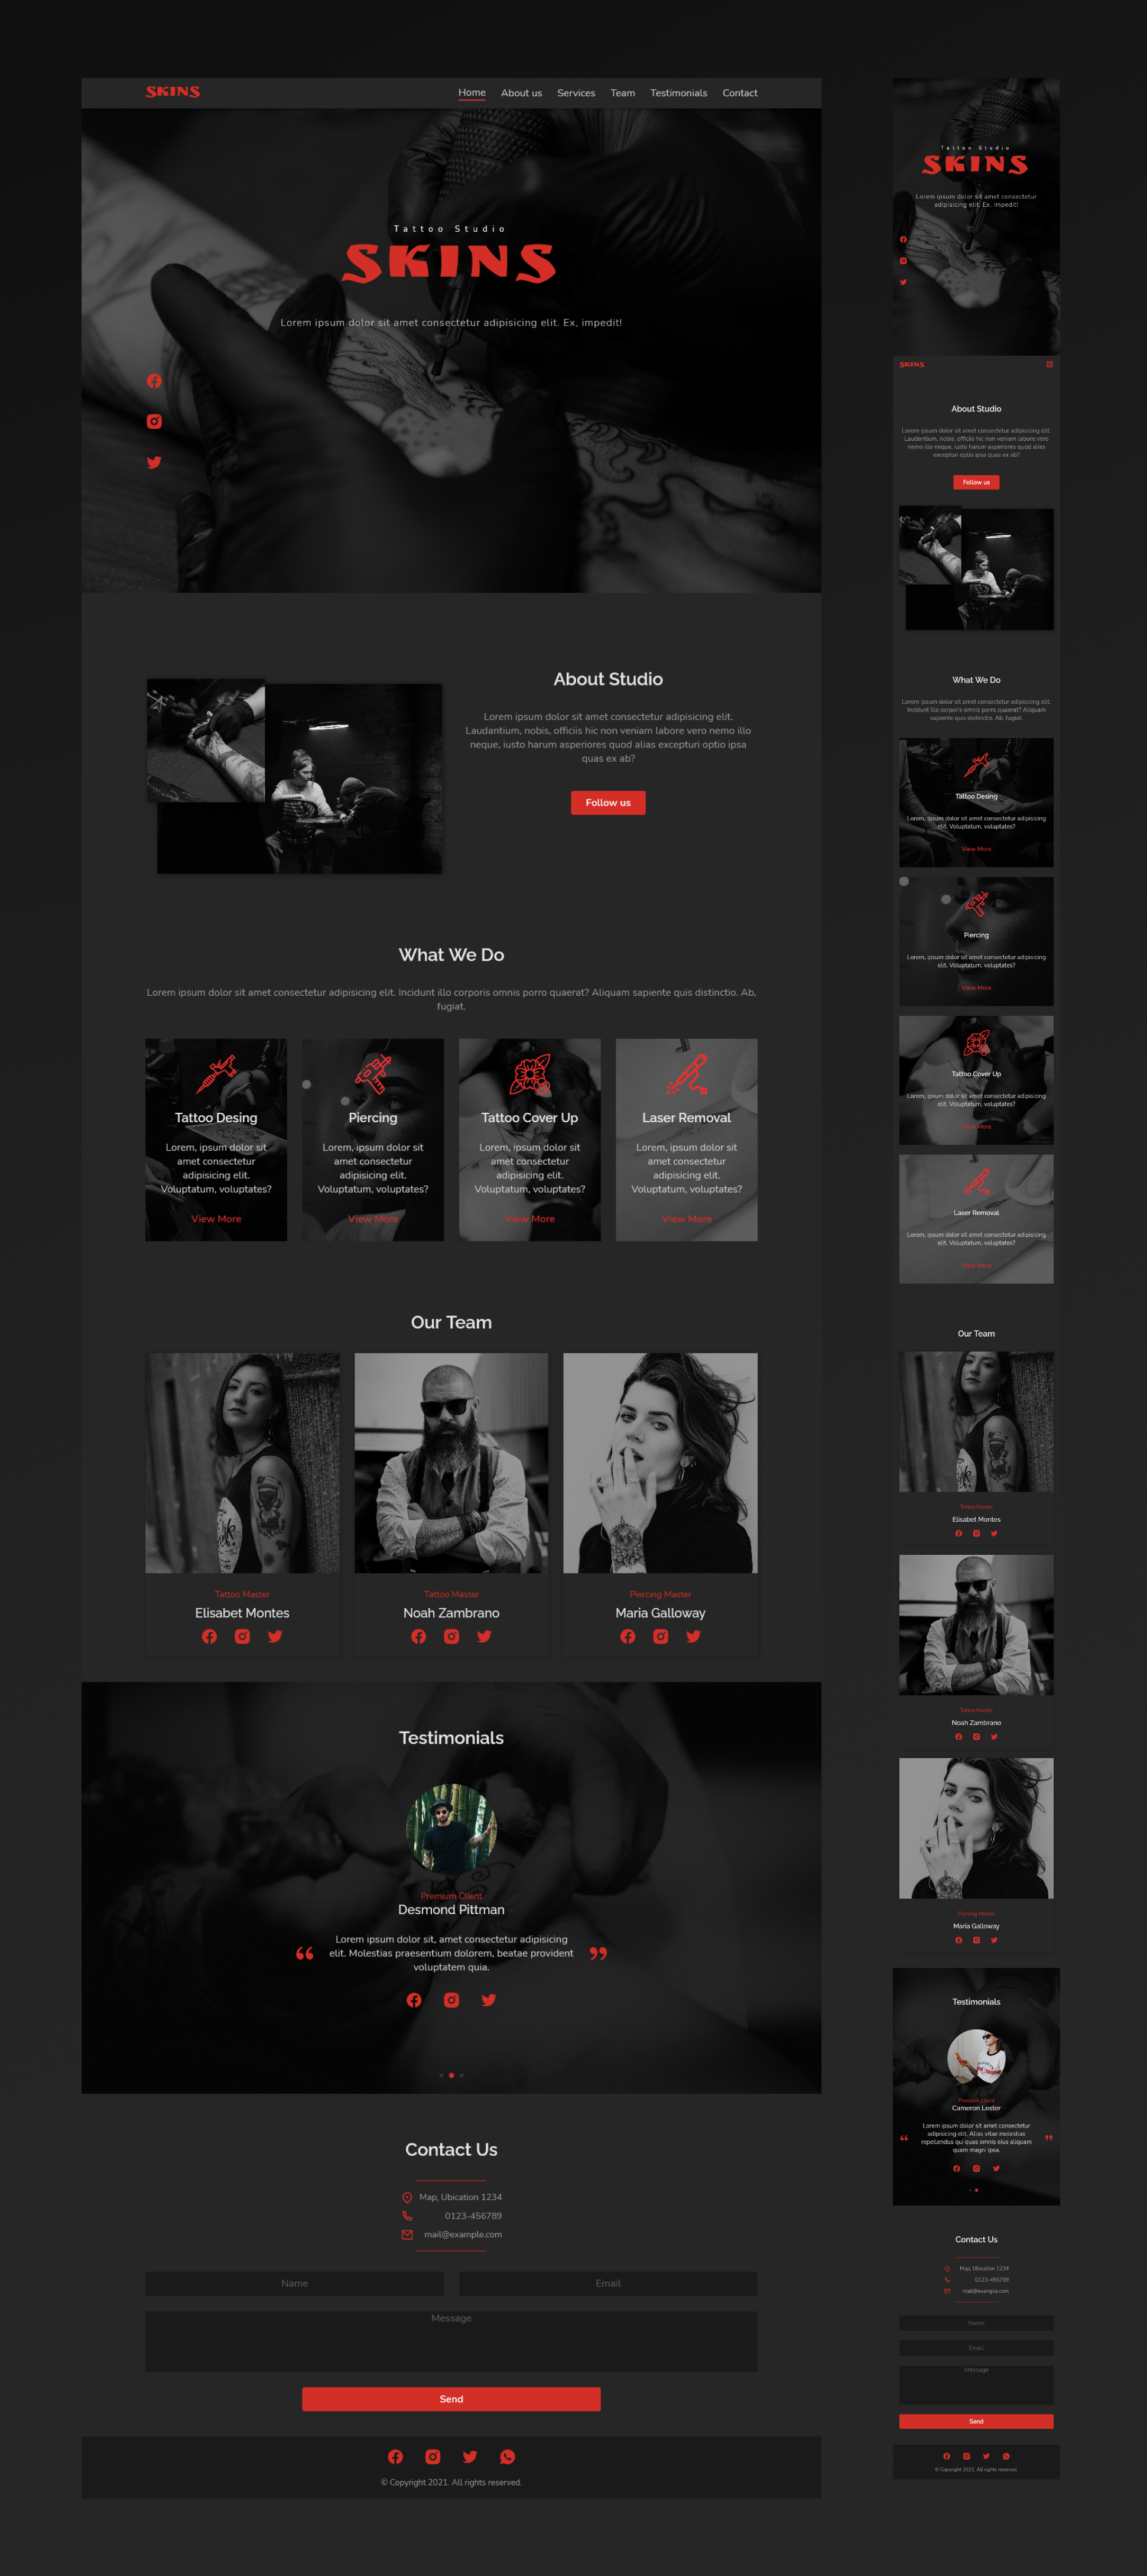 SKINS
Home About us Services Team Testimonials Contact
Tattoo Studio
SKINS
Lorem ipsum dolor sit amet consectetur adipisicing elit. Ex, impedit!
About Studio
Lorem ipsum dolor sit amet consectetur adipisicing elit.
Laudantium, nobis, officiis hic non veniam labore vero nemo illo
neque, iusto harum asperiores quod alias excepturi optio ipsa
quas ex ab?
Follow us
What We Do
Lorem ipsum dolor sit amet consectetur adipisicing elit. Incidunt illo corporis omnis porro quaerat? Aliquam sapiente quis distinctio. Ab,
fugiat.
Tattoo Desing
Lorem, ipsum dolor sit
amet consectetur
adipisicing elit.
Voluptatum, voluptates?
View More
Piercing
Lorem, ipsum dolor sit
amet consectetur
adipisicing elit.
Voluptatum, voluptates?
View More
Tattoo Cover Up
Lorem, ipsum dolor sit
amet consectetur
adipisicing elit.
Voluptatum, voluptates?
View More
Laser Removal
Lorem, ipsum dolor sit
amet consectetur
adipisicing elit.
Voluptatum, voluptates?
View More
Our Team
Tattoo Master
Elisabet Montes
Tattoo Master
Noah Zambrano
Piercing Master
Maria Galloway
Testimonials
Premium Client
Desmond Pittman
Lorem ipsum dolor sit, amet consectetur adipisicing
elit. Molestias praesentium dolorem, beatae provident
voluptatem quia.
Contact Us
Map, Ubication 1234
0123-456789
mail@example.com
Name
Email
Message
Send
© Copyright 2021. All rights reserved.
Tattoo Studio
SKINS
Lorem ipsum dolor sit amet consectetur
adipisicing elit. Ex, impedit!
SKINS
About Studio
Lorem ipsum dolor sit amet consectetur adipisicing elit.
Laudantium, nobis, officiis hic non veniam labore vero
nemo illo neque, iusto harum asperiores quod alias
excepturi optio ipsa quas ex ab?
Follow us
What We Do
Lorem ipsum dolor sit amet consectetur adipisicing elit.
Incidunt illo corporis omnis porro quaerat? Aliquam
sapiente quis distinctio. Ab, fugiat.
Tattoo Desing
Lorem, ipsum dolor sit amet consectetur adipisicing
elit. Voluptatum, voluptates?
View More
Piercing
Lorem, ipsum dolor sit amet consectetur adipisicing
elit. Voluptatum, voluptates?
View More
Tattoo Cover Up
Lorem, ipsum dolor sit amet consectetur adipisicing
elit. Voluptatum, voluptates?
View More
Laser Removal
Lorem, ipsum dolor sit amet consectetur adipisicing
elit. Voluptatum, voluptates?
View More
Our Team
Tattoo Master
Elisabet Montes
Tattoo Master
Noah Zambrano
Piercing Master
Maria Galloway
Testimonials
Premium Client
Cameron Lester
Lorem ipsum dolor sit amet consectetur
adipisicing elit. Alias vitae molestias
repellendus qui quas omnis eius aliquam
quam magni ipsa.
Contact Us
Map, Ubication 1234
0123-456789
mail@example.com
Name
Email
Message
Send
© Copyright 2021. All rights reserved.